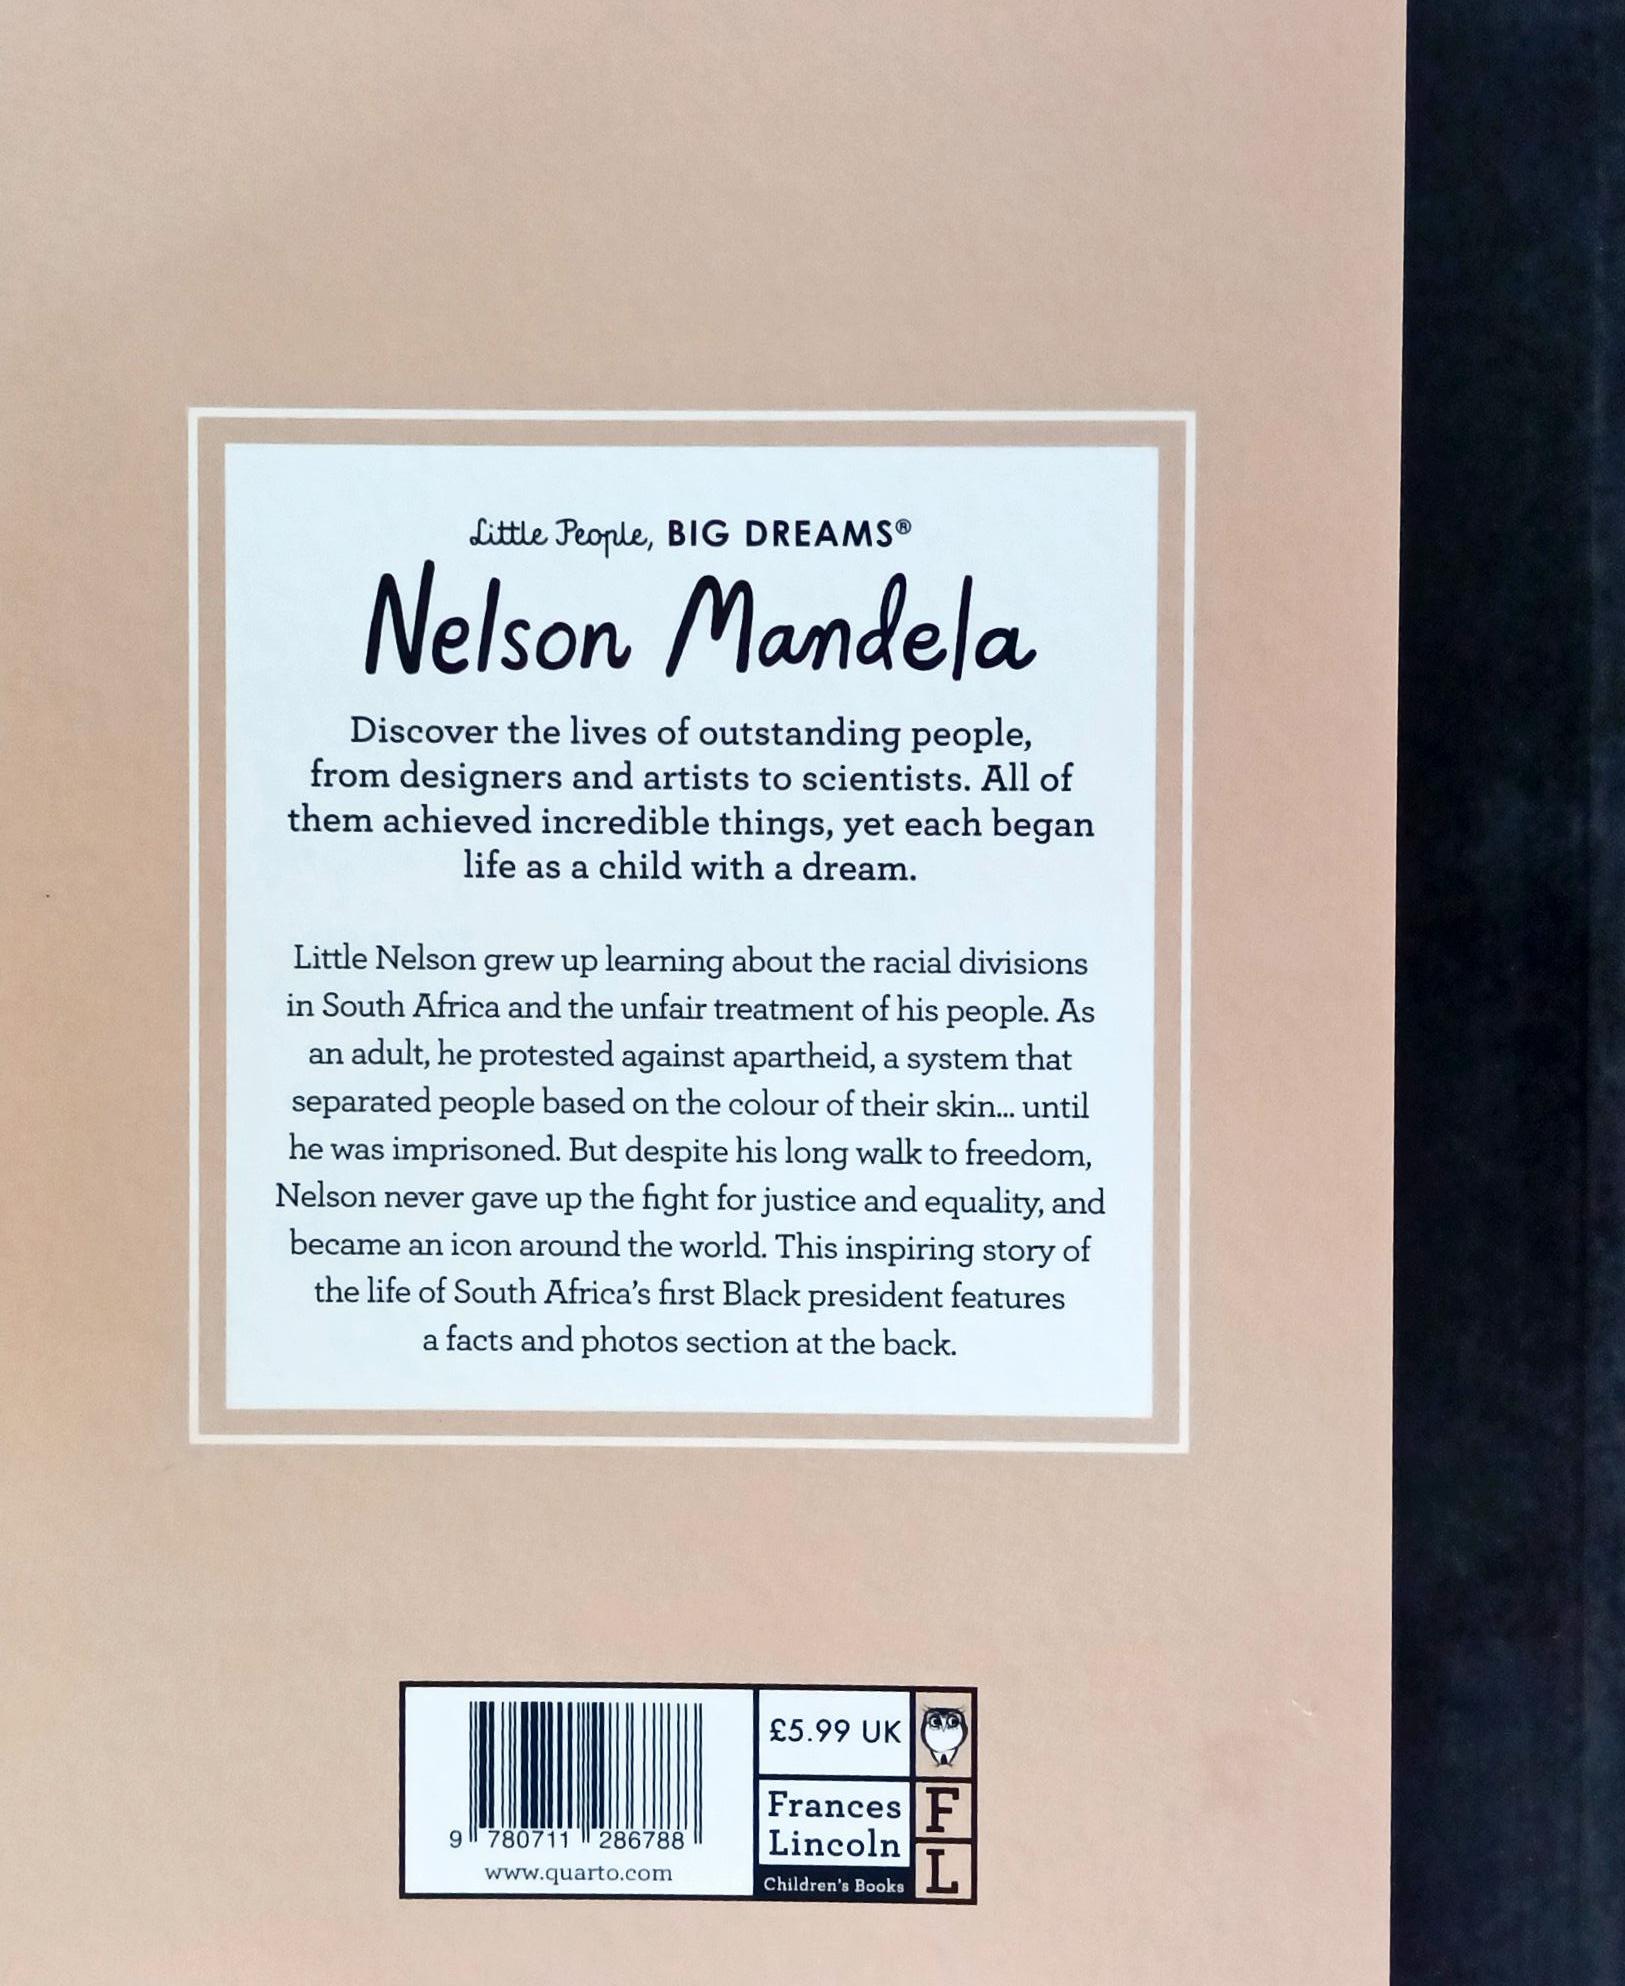 Little People, BIG DREAMS®
Nelson Mandela
Discover the lives of outstanding people,
from designers and artists to scientists. All of
them achieved incredible things, yet each began
life as a child with a dream.
Little Nelson grew up learning about the racial divisions
in South Africa and the unfair treatment of his people. As
an adult, he protested against apartheid, a system that
separated people based on the colour of their skin... until
he was imprisoned. But despite his long walk to freedom,
Nelson never gave up the fight for justice and equality, and
became an icon around the world. This inspiring story of
the life of South Africa's first Black president features
a facts and photos section at the back.
9 780711 286788
www.quarto.com
£5.99 UK
Frances
Lincoln
Children's Books
F
L